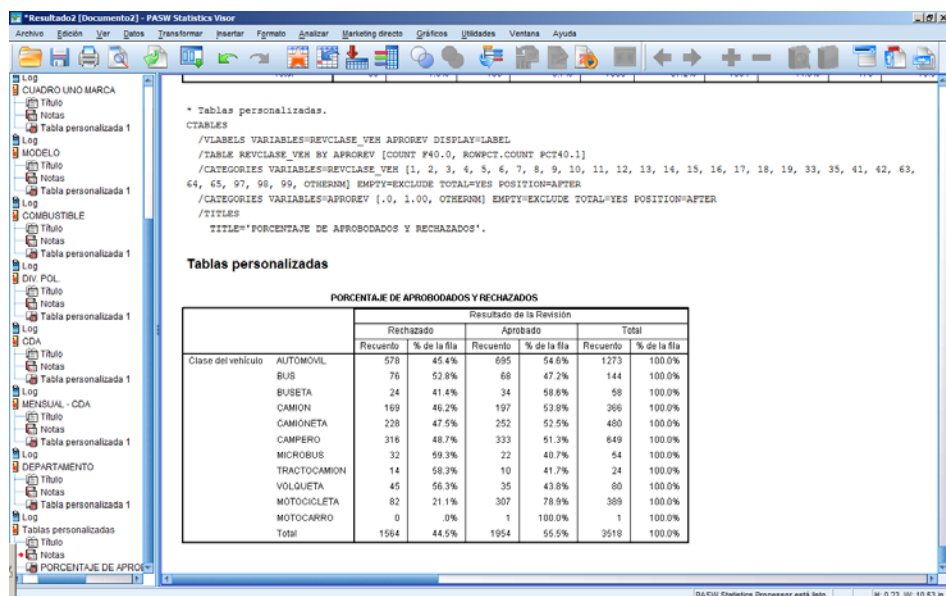 *Resultado2 [Documento2] - PASW Statistics Visor
Archivo Edición Ver Datos Transformar Insertar Formato Analizar Marketing directo Gráficos Utilidades Ventana Ayuda
Log
CUADRO UNO MARCA
Título
Notas
Tabla personalizada 1
Log
MODELO
Título
Notas
Tabla personalizada 1
Log
COMBUSTIBLE
Título
Notas
Tabla personalizada 1
Log
DIV. POL.
Título
Notas
Tabla personalizada 1
Log
CDA
Título
Notas
Tabla personalizada 1
Log
MENSUAL - CDA
Título
Notas
Tabla personalizada 1
Log
DEPARTAMENTO
Título
Notas
Tabla personalizada 1
Log
Tablas personalizadas
Título
Notas
PORCENTAJE DE APROB
* Tablas personalizadas.
CTABLES
/VLABELS VARIABLES=REVCLASE_VEH APROREV DISPLAY=LABEL
/TABLE REVCLASE_VEH BY APROREV [COUNT F40.0, ROWPCT.COUNT PCT40.1]
/CATEGORIES VARIABLES=REVCLASE_VEH [1, 2, 3, 4, 5, 6, 7, 8, 9, 10, 11, 12, 13, 14, 15, 16, 17, 18, 19, 33, 35, 41, 42, 63,
64, 65, 97, 98, 99, OTHERNM] EMPTY=EXCLUDE TOTAL=YES POSITION=AFTER
/CATEGORIES VARIABLES=APROREV [.0, 1.00, OTHERNM] EMPTY=EXCLUDE TOTAL=YES POSITION=AFTER
/TITLES
TITLE='PORCENTAJE DE APROBODADOS Y RECHAZADOS'.
Tablas personalizadas
PORCENTAJE DE APROBODADOS Y RECHAZADOS
Resultado de la Revisión
Rechazado Aprobado Total
Recuento % de la fila Recuento % de la fila Recuento % de la fila
Clase del vehículo AUTOMOVIL 578 45.4% 695 54.6% 1273 100.0%
BUS 76 52.8% 68 47.2% 144 100.0%
BUSETA 24 41.4% 34 58.6% 58 100.0%
CAMION 169 46.2% 197 53.8% 366 100.0%
CAMIONETA 228 47.5% 252 52.5% 480 100.0%
CAMPERO 316 48.7% 333 51.3% 649 100.0%
MICROBUS 32 59.3% 22 40.7% 54 100.0%
TRACTOCAMION 14 58.3% 10 41.7% 24 100.0%
VOLQUETA 45 56.3% 35 43.8% 80 100.0%
MOTOCICLETA 82 21.1% 307 78.9% 389 100.0%
MOTOCARRO 0 .0% 1 100.0% 1 100.0%
Total 1564 44.5% 1954 55.5% 3518 100.0%
PASW Statistics Processor está listo
H: 0.23, W: 10.53 in